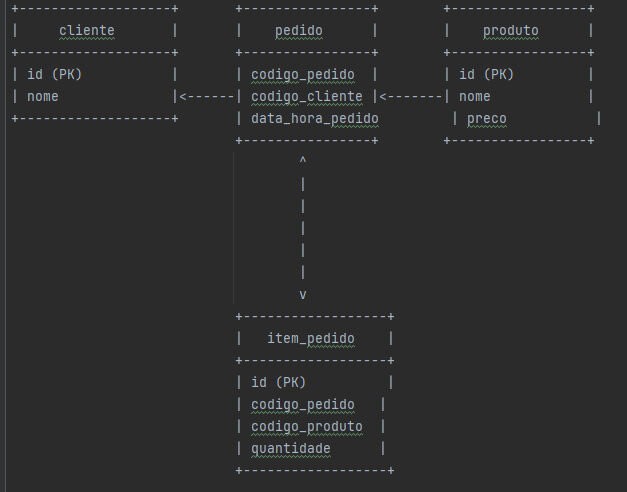 +-------------------+       +----------------+        +-----------------+
|     cliente       |       |    pedido      |        |    produto      |
+-------------------+       +----------------+        +-----------------+
| id (PK)           |       | codigo_pedido  |        | id (PK)         |
| nome              |<------| codigo_cliente |<-------| nome            |
+-------------------+       | data_hora_pedido         | preco           |
                            +----------------+        +-----------------+
                                    ^
                                    |
                                    |
                                    |
                                    |
                                    |
                                    v
                            +------------------+
                            |   item_pedido    |
                            +------------------+
                            | id (PK)          |
                            | codigo_pedido   |
                            | codigo_produto  |
                            | quantidade      |
                            +------------------+